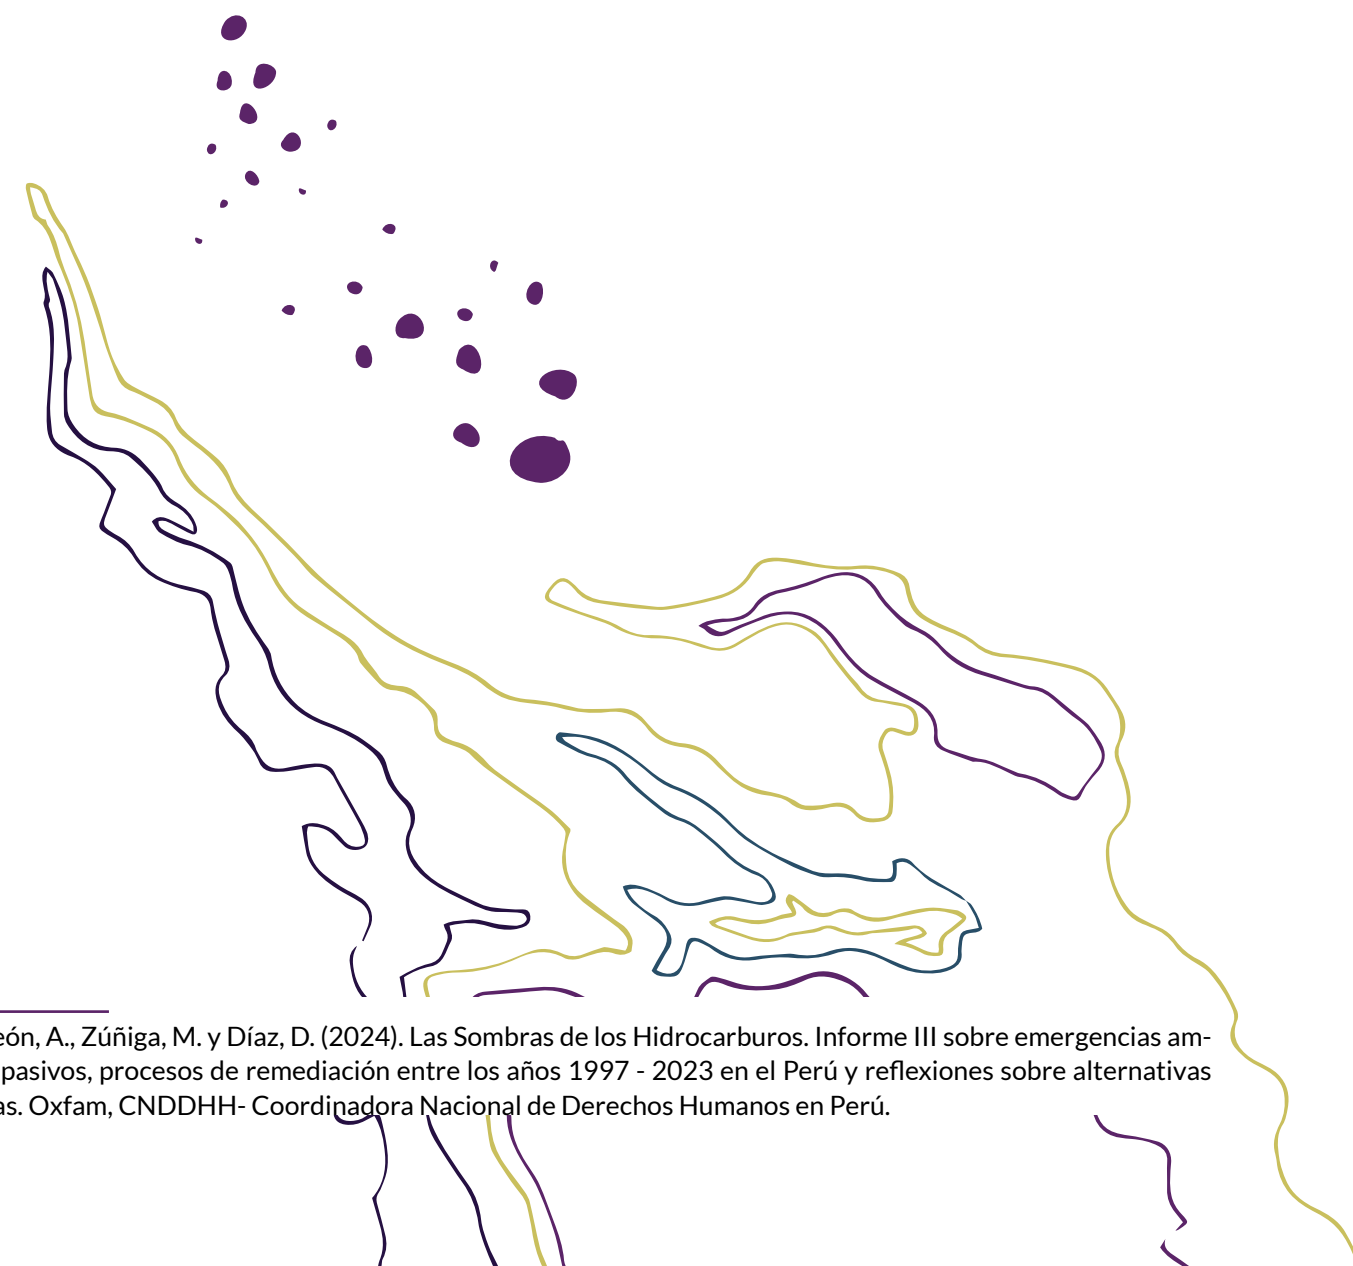 eón, A., Zúñiga, M. y Díaz, D. (2024). Las Sombras de los Hidrocarburos. Informe III sobre emergencias am-
pasivos, procesos de remediación entre los años 1997 - 2023 en el Perú y reflexiones sobre alternativas
as. Oxfam, CNDDHH- Coordinadora Nacional de Derechos Humanos en Perú.